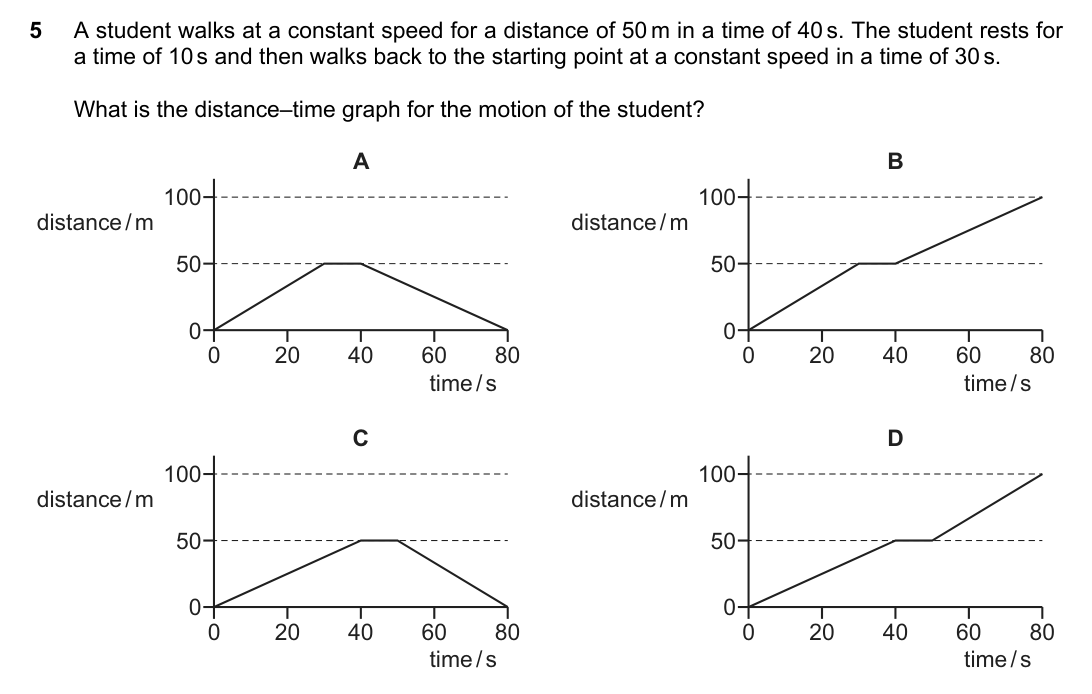 5 A student walks at a constant speed for a distance of 50 m in a time of 40 s. The student rests for
a time of 10 s and then walks back to the starting point at a constant speed in a time of 30 s.
What is the distance–time graph for the motion of the student?
A
100
distance / m
50
0
0 20 40 60 80
time / s
B
100
distance / m
50
0
0 20 40 60 80
time / s
C
100
distance / m
50
0
0 20 40 60 80
time / s
D
100
distance / m
50
0
0 20 40 60 80
time / s